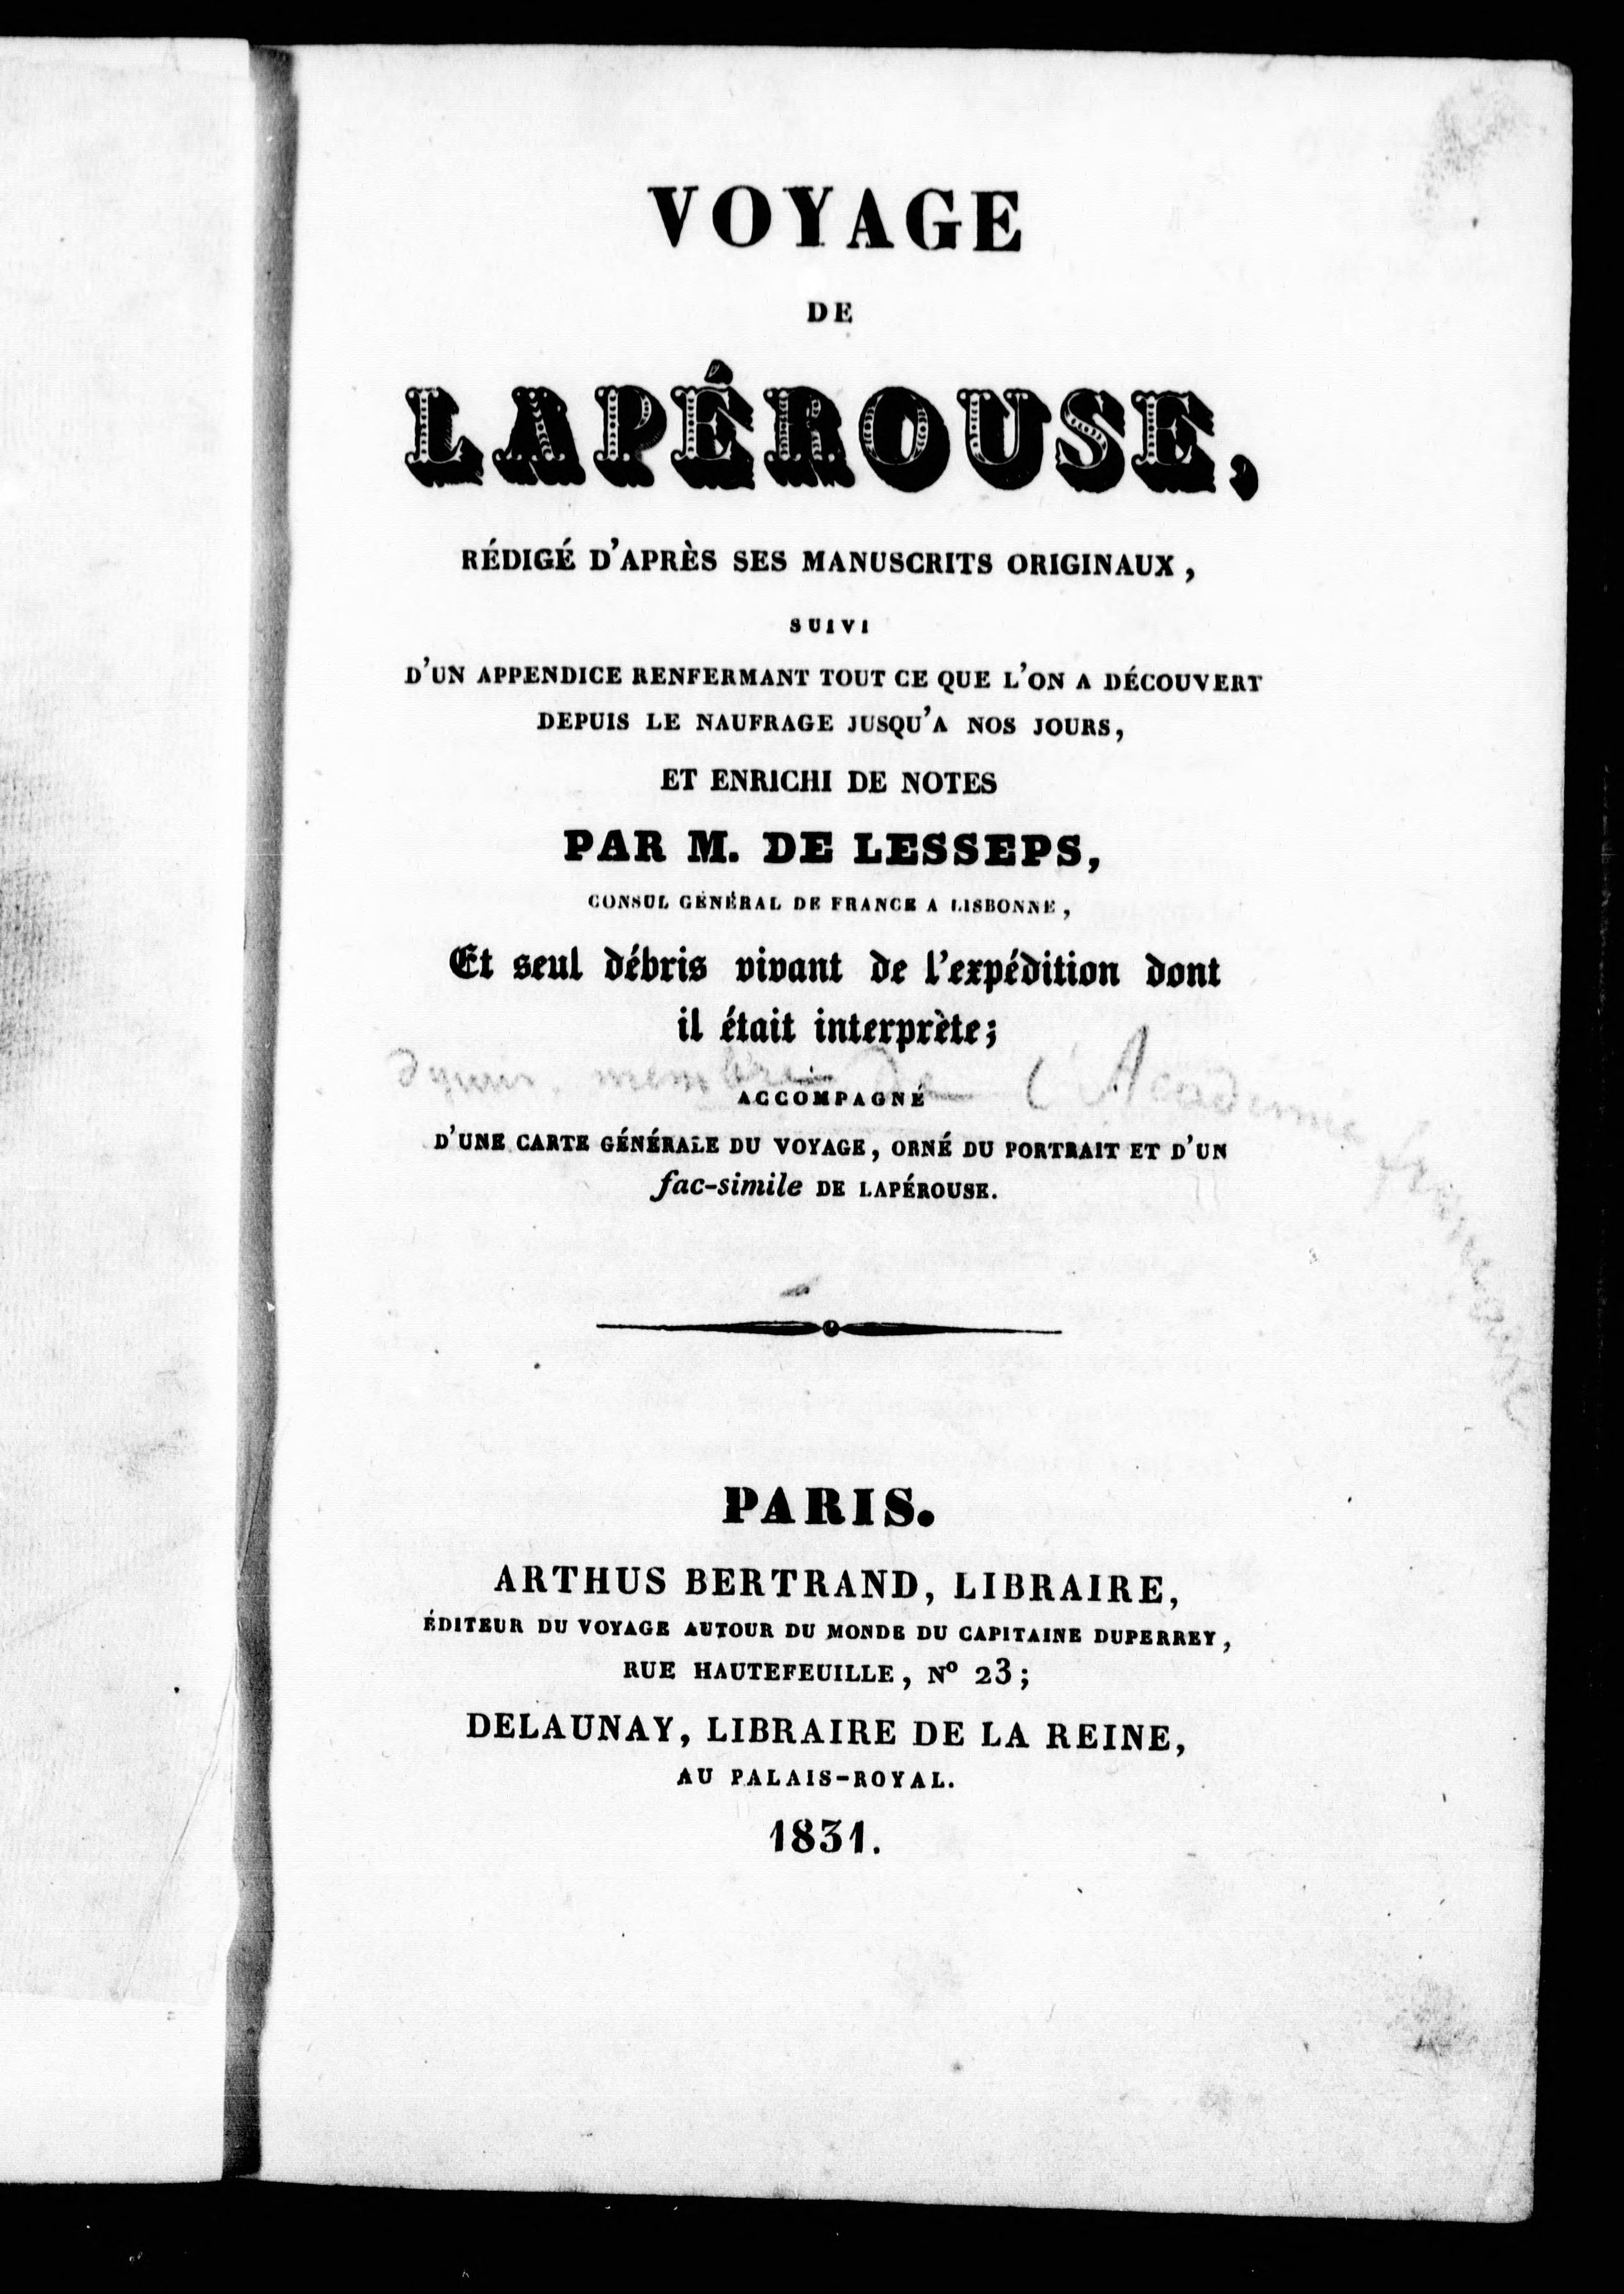 VOYAGE
DE
LAPÉROUSE,
RÉDIGÉ D'APRÈS SES MANUSCRITS ORIGINAUX,
SUIVI
D'UN APPENDICE RENFERMANT TOUT CE QUE L'ON A DÉCOUVERT
DEPUIS LE NAUFRAGE JUSQU'A NOS JOURS,
ET ENRICHI DE NOTES
PAR M. DE LESSEPS,
CONSUL GÉNÉRAL DE FRANCE A LISBONNE,
Et seul débris vivant de l'expédition dont
il était interprète;
membre de l'Académie française
ACCOMPAGNÉ
D'UNE CARTE GÉNÉRALE DU VOYAGE, ORNÉ DU PORTRAIT ET D'UN
fac-simile DE LAPÉROUSE.
PARIS.
ARTHUS BERTRAND, LIBRAIRE,
ÉDITEUR DU VOYAGE AUTOUR DU MONDE DU CAPITAINE DUPERREY,
RUE HAUTEFEUILLE, Nº 23;
DELAUNAY, LIBRAIRE DE LA REINE,
AU PALAIS-ROYAL.
1831.